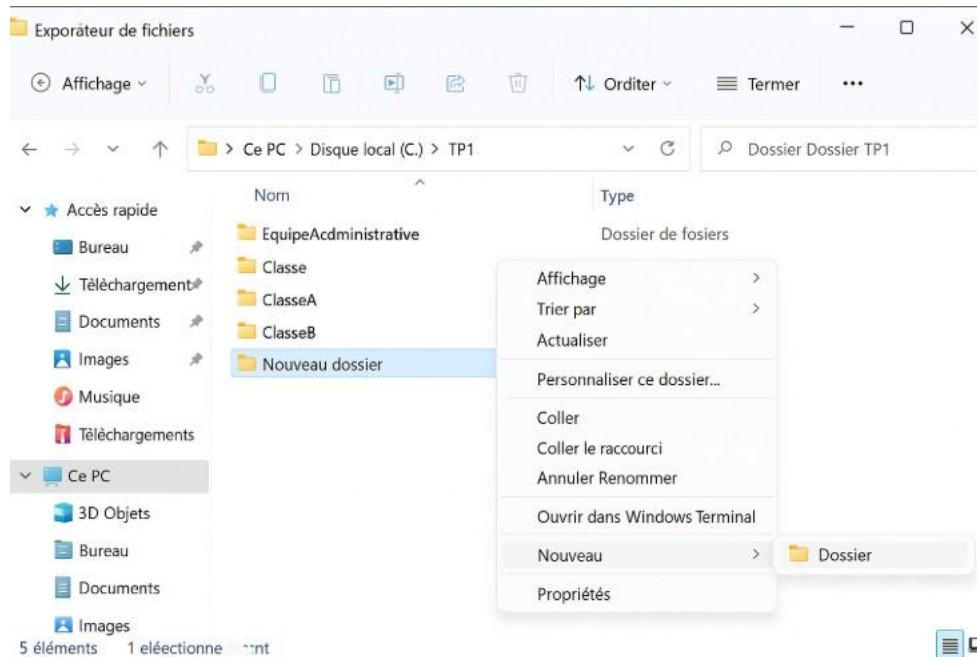 Exporateur de fichiers
Affichage
Orditer
Termer
Ce PC > Disque local (C.) > TP1
Dossier Dossier TP1
Nom
Type
Accès rapide
Bureau
Tèlèchargement
Documents
Images
Musique
Tèlèchargements
Ce PC
3D Objets
Bureau
Documents
Images
EquipeAcdministrative
Dossier de fosiers
Classe
ClasseA
ClasseB
Nouveau dossier
Affichage
Trier par
Actualiser
Personnaliser ce dossier...
Coller
Coller le raccourci
Annuler Renommer
Ouvrir dans Windows Terminal
Nouveau
Dossier
Propriétés
5 éléments 1 eléectionne